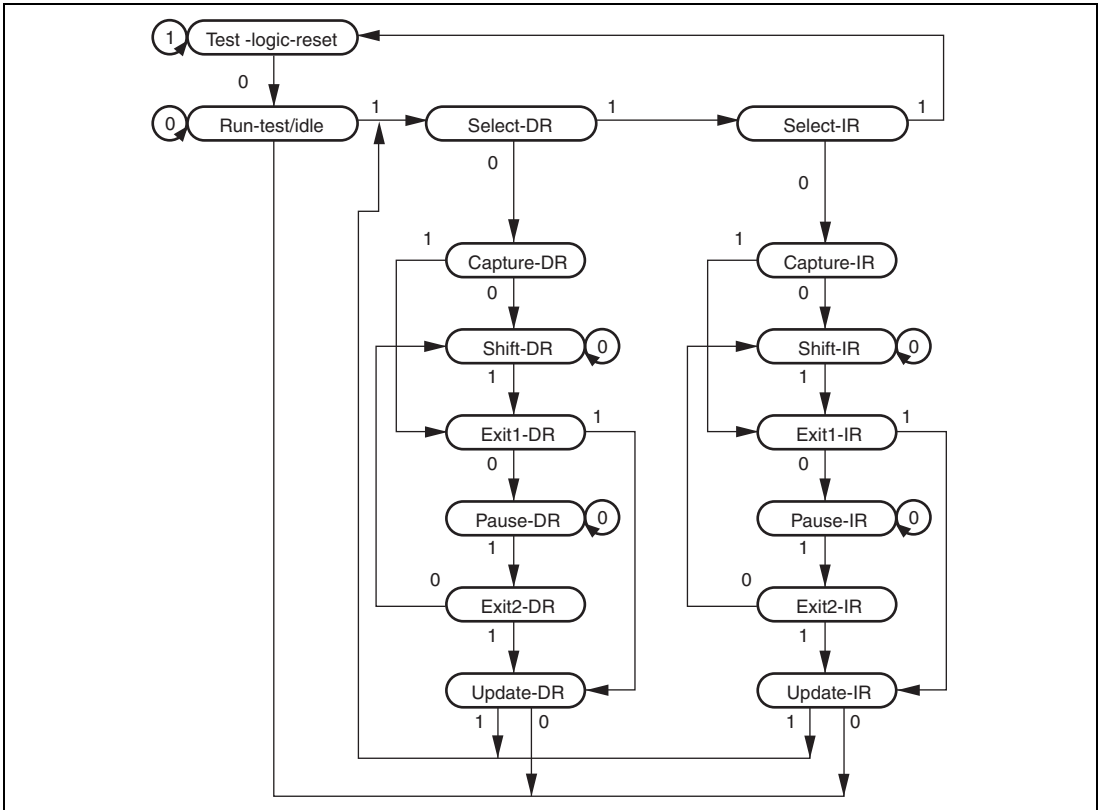 1 Test -logic-reset
0
0 Run-test/idle 1 Select-DR 1 Select-IR 1
0 0
1 Capture-DR 1 Capture-IR
0 0
Shift-DR 0 Shift-IR 0
1 1
Exit1-DR 1 Exit1-IR 1
0 0
Pause-DR 0 Pause-IR 0
1 1
0 Exit2-DR 0 Exit2-IR
1 1
Update-DR Update-IR
1 0 1 0